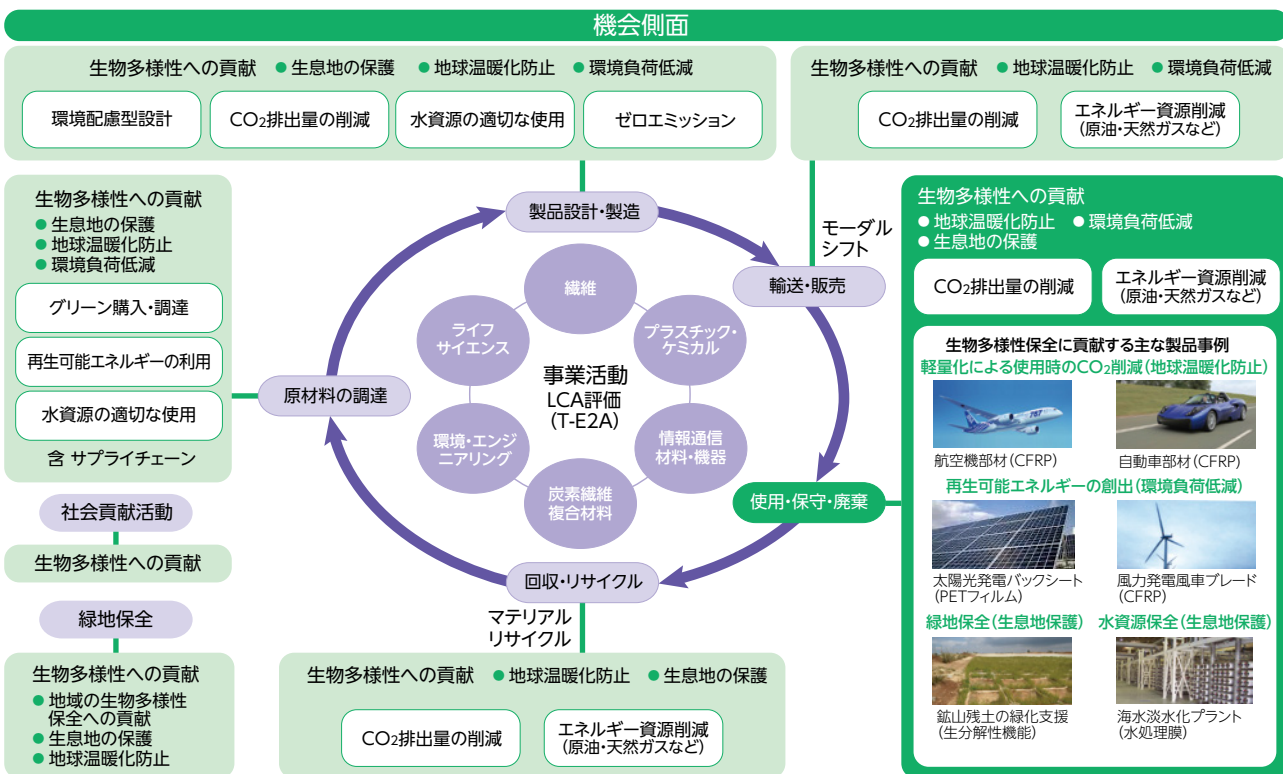 機会側面
生物多様性への貢献 ● 生息地の保護 ● 地球温暖化防止 ● 環境負荷低減
環境配慮型設計
CO₂排出量の削減
水資源の適切な使用
ゼロエミッション
生物多様性への貢献 ● 地球温暖化防止 ● 環境負荷低減
CO₂排出量の削減
エネルギー資源削減
(原油・天然ガスなど)
生物多様性への貢献
● 生息地の保護
● 地球温暖化防止
● 環境負荷低減
グリーン購入・調達
再生可能エネルギーの利用
水資源の適切な使用
含 サプライチェーン
社会貢献活動
生物多様性への貢献
緑地保全
生物多様性への貢献
● 地域の生物多様性
保全への貢献
● 生息地の保護
● 地球温暖化防止
製品設計・製造
モーダル
シフト
輸送・販売
使用・保守・廃棄
回収・リサイクル
マテリアル
リサイクル
原材料の調達
繊維
プラスチック・
ケミカル
情報通信
材料・機器
炭素繊維
複合材料
環境・エンジ
ニアリング
ライフ
サイエンス
事業活動
LCA評価
(T-E2A)
生物多様性への貢献 ● 地球温暖化防止 ● 生息地の保護
CO₂排出量の削減
エネルギー資源削減
(原油・天然ガスなど)
生物多様性への貢献
● 地球温暖化防止 ● 環境負荷低減
● 生息地の保護
CO₂排出量の削減
エネルギー資源削減
(原油・天然ガスなど)
生物多様性保全に貢献する主な製品事例
軽量化による使用時のCO₂削減(地球温暖化防止)
787
航空機部材(CFRP)
自動車部材(CFRP)
再生可能エネルギーの創出(環境負荷低減)
太陽光発電バックシート
(PETフィルム)
風力発電風車ブレード
(CFRP)
緑地保全(生息地保護)
水資源保全(生息地保護)
鉱山残土の緑化支援
(生分解性機能)
海水淡水化プラント
(水処理膜)